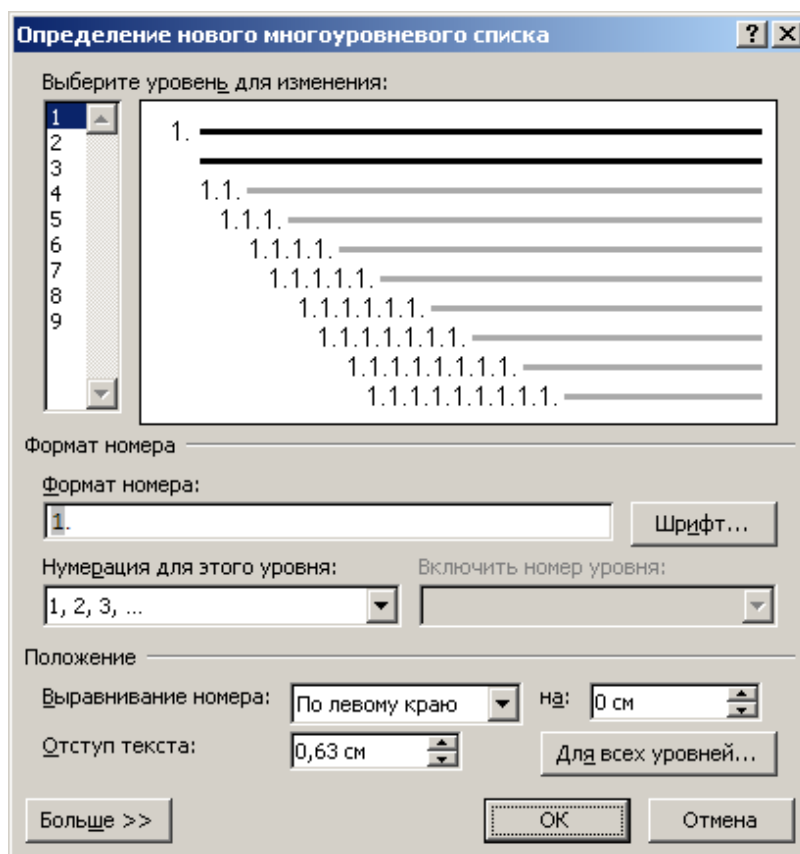 Определение нового многоуровневого списка
Выберите уровень для изменения:
1
2
3
4
5
6
7
8
9
1.
1.1.
1.1.1.
1.1.1.1.
1.1.1.1.1.
1.1.1.1.1.1.
1.1.1.1.1.1.1.
1.1.1.1.1.1.1.1.
1.1.1.1.1.1.1.1.1.
Формат номера
Формат номера:
1.
Шрифт...
Нумерация для этого уровня: Включить номер уровня:
1, 2, 3, ...
Положение
Выравнивание номера: По левому краю на: 0 см
Отступ текста: 0,63 см Для всех уровней...
Больше >> ОК Отмена